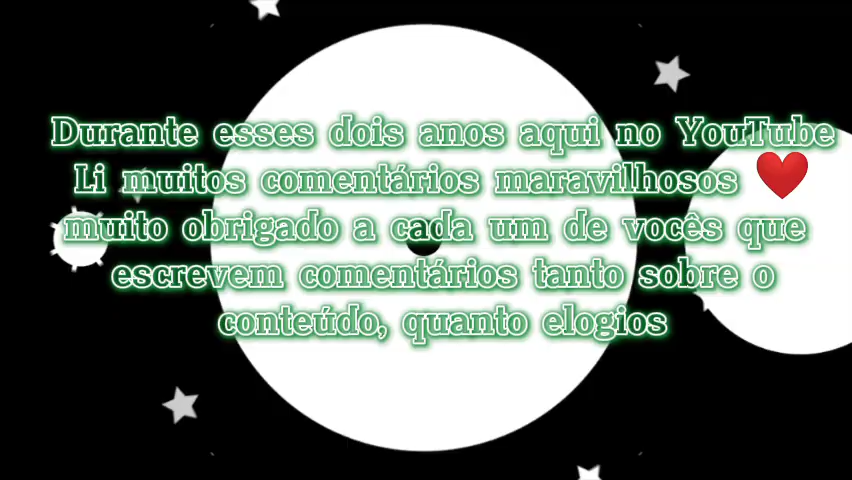 Durante esses dois anos aqui no YouTube
Li muitos comentários maravilhosos ❤️
muito obrigado a cada um de vocês que
escrevem comentários tanto sobre o
conteúdo, quanto elogios